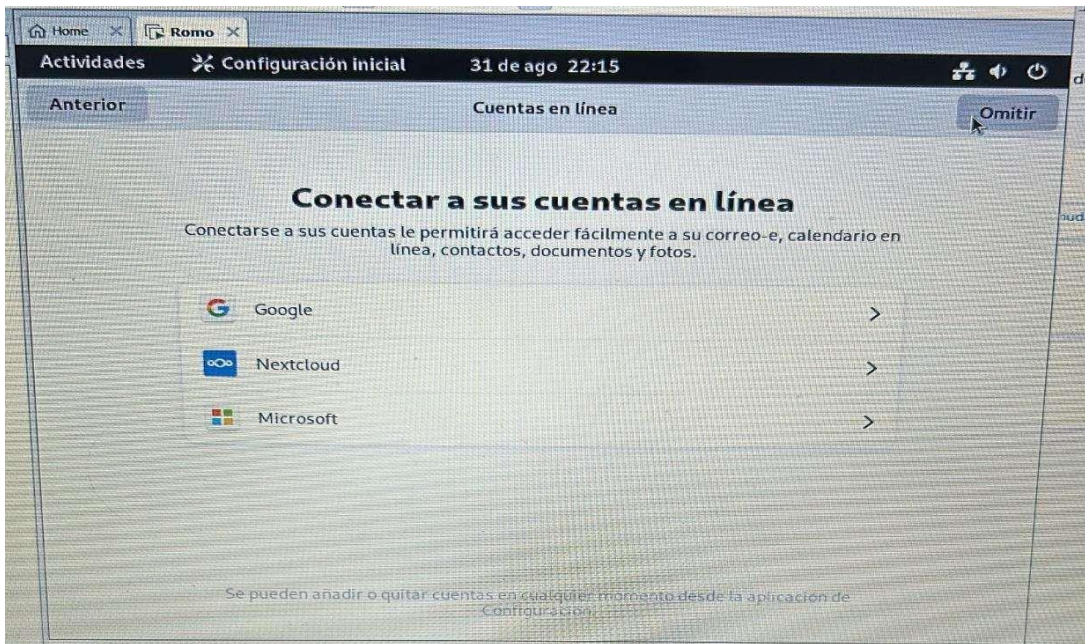 Home
Romo
Actividades Configuración inicial 31 de ago 22:15
Anterior Cuentas en línea Omitir
Conectar a sus cuentas en línea
Conectarse a sus cuentas le permitirá acceder fácilmente a su correo-e, calendario en
línea, contactos, documentos y fotos.
Google
Nextcloud
Microsoft
Se pueden añadir o quitar cuentas en cualquier momento desde la aplicación de
Configuración.